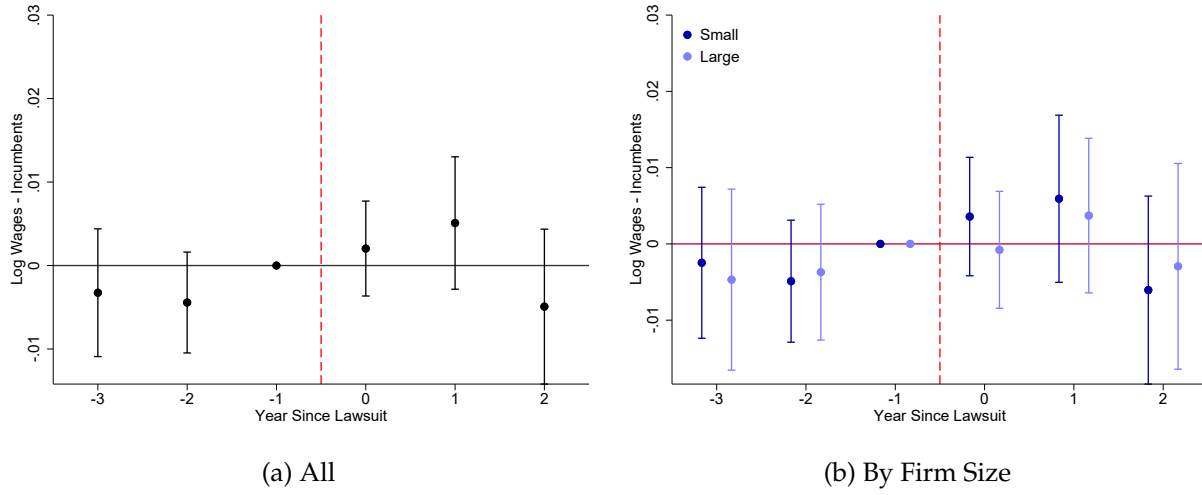 .03
.02
.01
0
-.01
Log Wages - Incumbents
-3 -2 -1 0 1 2
Year Since Lawsuit
(a) All
Small
Large
.03
.02
.01
0
-.01
Log Wages - Incumbents
-3 -2 -1 0 1 2
Year Since Lawsuit
(b) By Firm Size